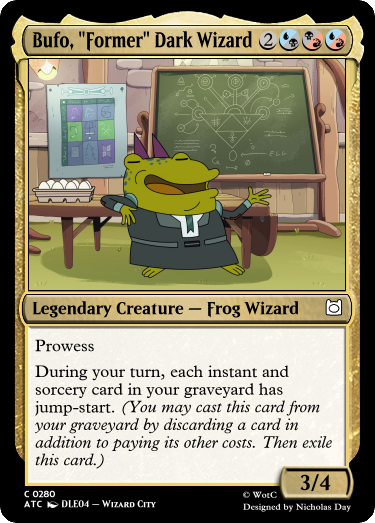 Bufo, "Former" Dark Wizard 2
Legendary Creature — Frog Wizard
Prowess
During your turn, each instant and
sorcery card in your graveyard has
jump-start. (You may cast this card from
your graveyard by discarding a card in
addition to paying its other costs. Then exile
this card.)
3/4
C 0280
ATC DLE04 — Wizard City
© WotC
Designed by Nicholas Day